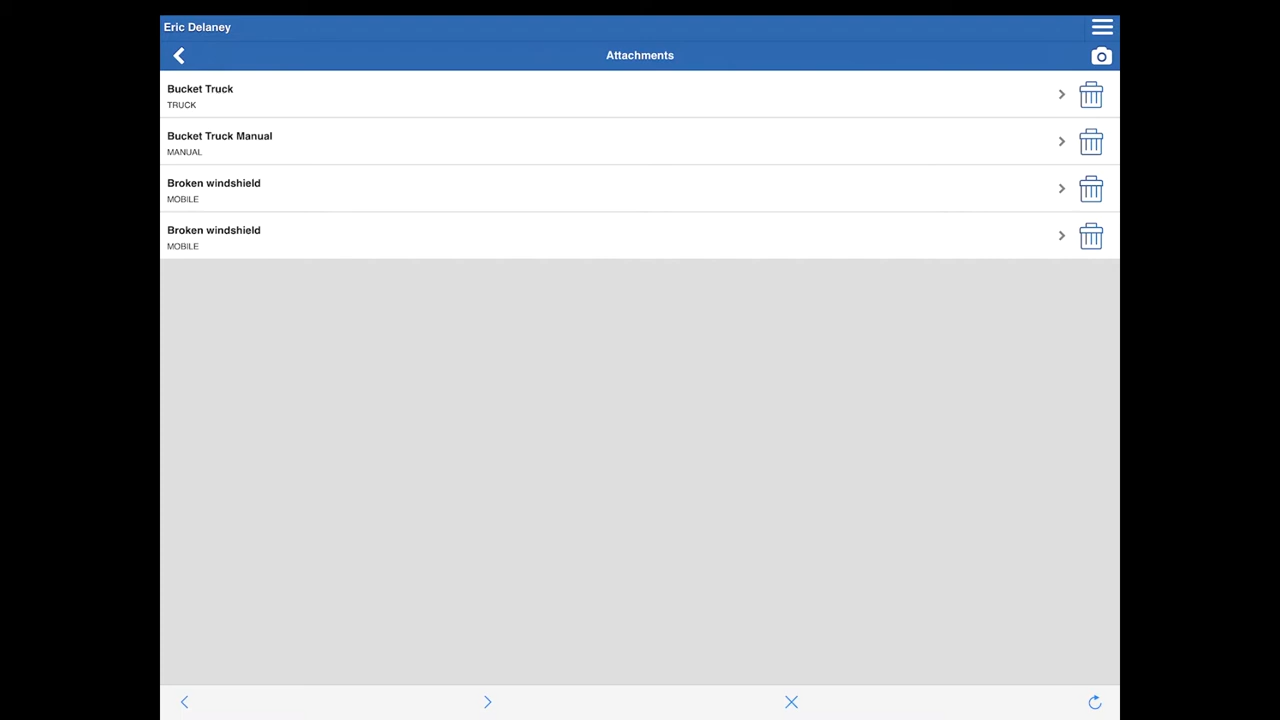 Eric Delaney
Attachments
Bucket Truck
TRUCK
Bucket Truck Manual
MANUAL
Broken windshield
MOBILE
Broken windshield
MOBILE